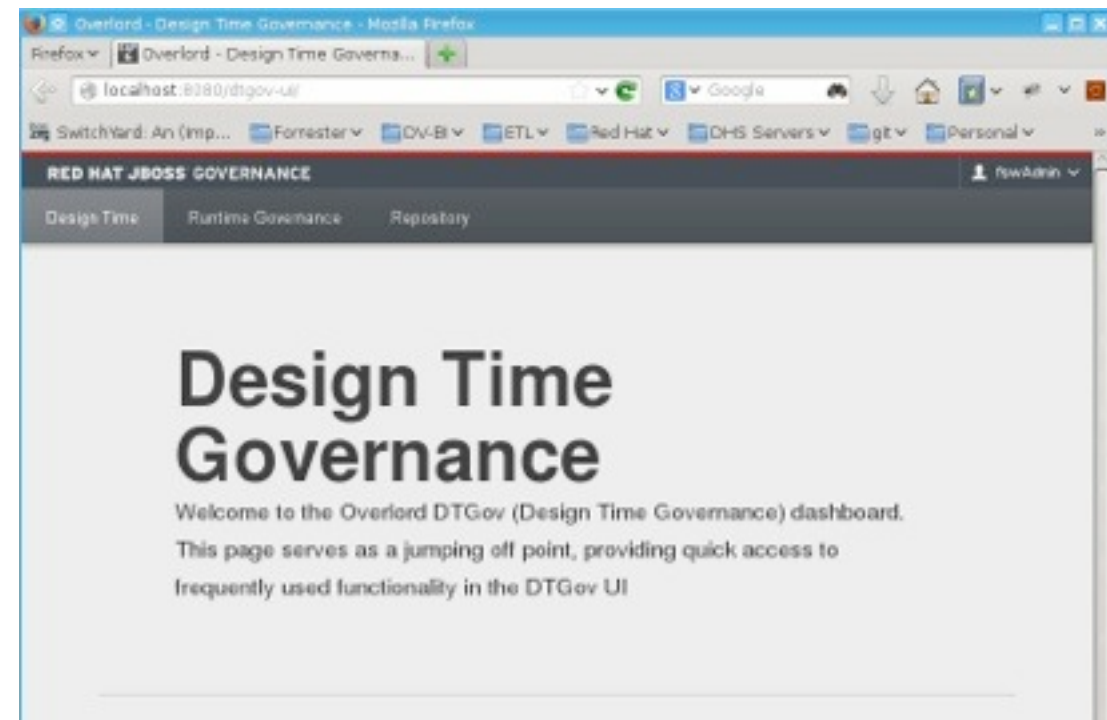 Overlord - Design Time Governance - Mozilla Firefox
Firefox
Overlord - Design Time Governa...
localhost:8280/dtgov-ui/
Google
SwitchYard: An (Imp... Forrester DV-BI ETL Red Hat DHS Servers git Personal »
RED HAT JBOSS GOVERNANCE
fswAdmin
Design Time Runtime Governance Repository
Design Time
Governance
Welcome to the Overlord DTGov (Design Time Governance) dashboard.
This page serves as a jumping off point, providing quick access to
frequently used functionality in the DTGov UI